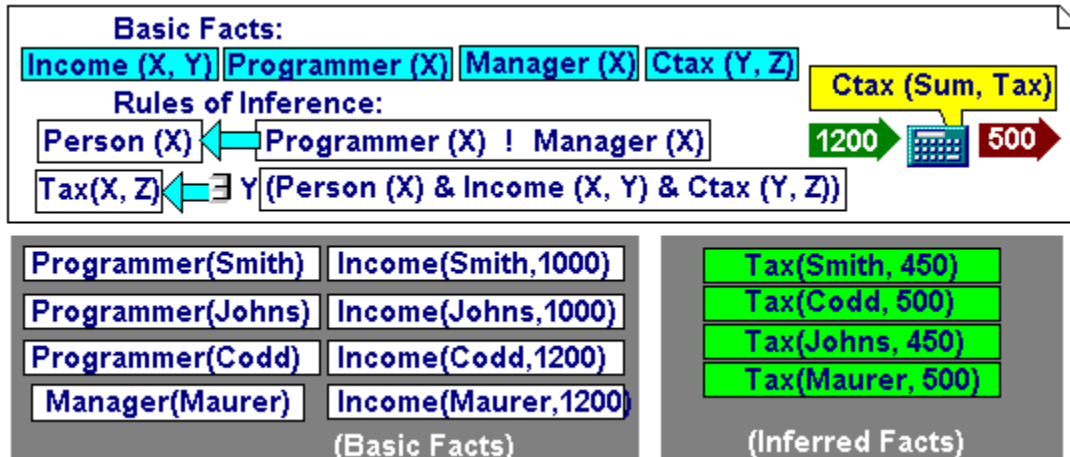 Basic Facts:
Income (X, Y) Programmer (X) Manager (X) Ctax (Y, Z)
Ctax (Sum, Tax)
Rules of Inference:
Person (X) Programmer (X) ! Manager (X)
1200 500
Tax(X, Z) ∃ Y (Person (X) & Income (X, Y) & Ctax (Y, Z))
Programmer(Smith) Income(Smith,1000)
Programmer(Johns) Income(Johns,1000)
Programmer(Codd) Income(Codd,1200)
Manager(Maurer) Income(Maurer,1200)
(Basic Facts)
Tax(Smith, 450)
Tax(Codd, 500)
Tax(Johns, 450)
Tax(Maurer, 500)
(Inferred Facts)